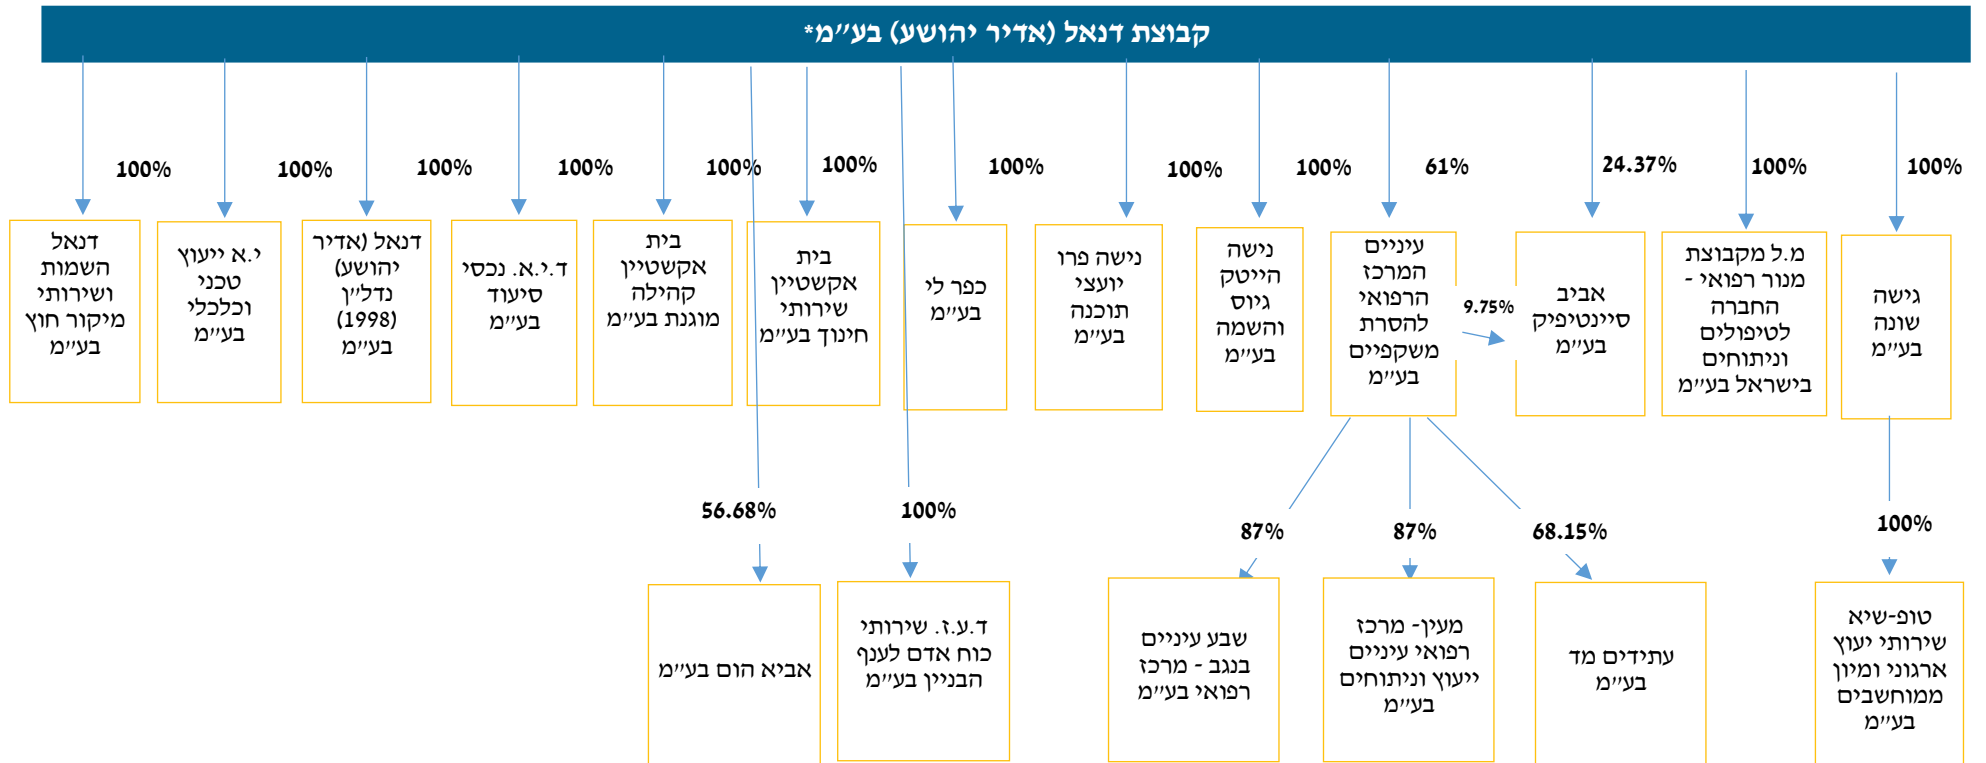 קבוצת דנאל (אדיר יהושע) בע״מ*
100%
24.37%
61%
100%
100%
100%
100%
100%
100%
100%
100%
100%
גישה
שונה
בע״מ
מ.ל מקבוצת
מנור רפואי -
החברה
לטיפולים
וניתוחים
בישראל בע״מ
אביב
סיינטיפיק
בע״מ
9.75%
עיניים
המרכז
הרפואי
להסרת
משקפיים
בע״מ
נישה
הייטק
גיוס
והשמה
בע״מ
נישה פרו
יועצי
תוכנה
בע״מ
כפר לי
בע״מ
בית
אקשטיין
שירותי
חינוך בע״מ
בית
אקשטיין
קהילה
מוגנת בע״מ
ד.י.א. נכסי
סיעוד
בע״מ
דנאל (אדיר
יהושע)
נדל״ן
(1998)
בע״מ
י.א ייעוץ
טכני
וכלכלי
בע״מ
דנאל
השמות
ושירותי
מיקור חוץ
בע״מ
100%
68.15%
87%
87%
100%
56.68%
טופ-שיא
שירותי יעוץ
ארגוני ומיון
ממוחשבים
בע״מ
עתידים מד
בע״מ
מעין- מרכז
רפואי עיניים
ייעוץ וניתוחים
בע״מ
שבע עיניים
בנגב - מרכז
רפואי בע״מ
ד.ע.ז. שירותי
כוח אדם לענף
הבניין בע״מ
אביא הום בע״מ